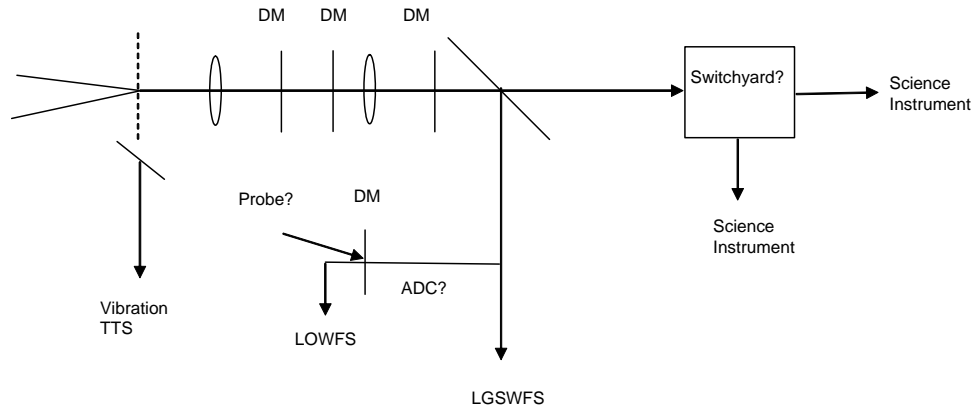 DM
DM
DM
Switchyard?
Science
Instrument
Probe?
DM
Science
Instrument
ADC?
Vibration
TTS
LOWFS
LGSWFS